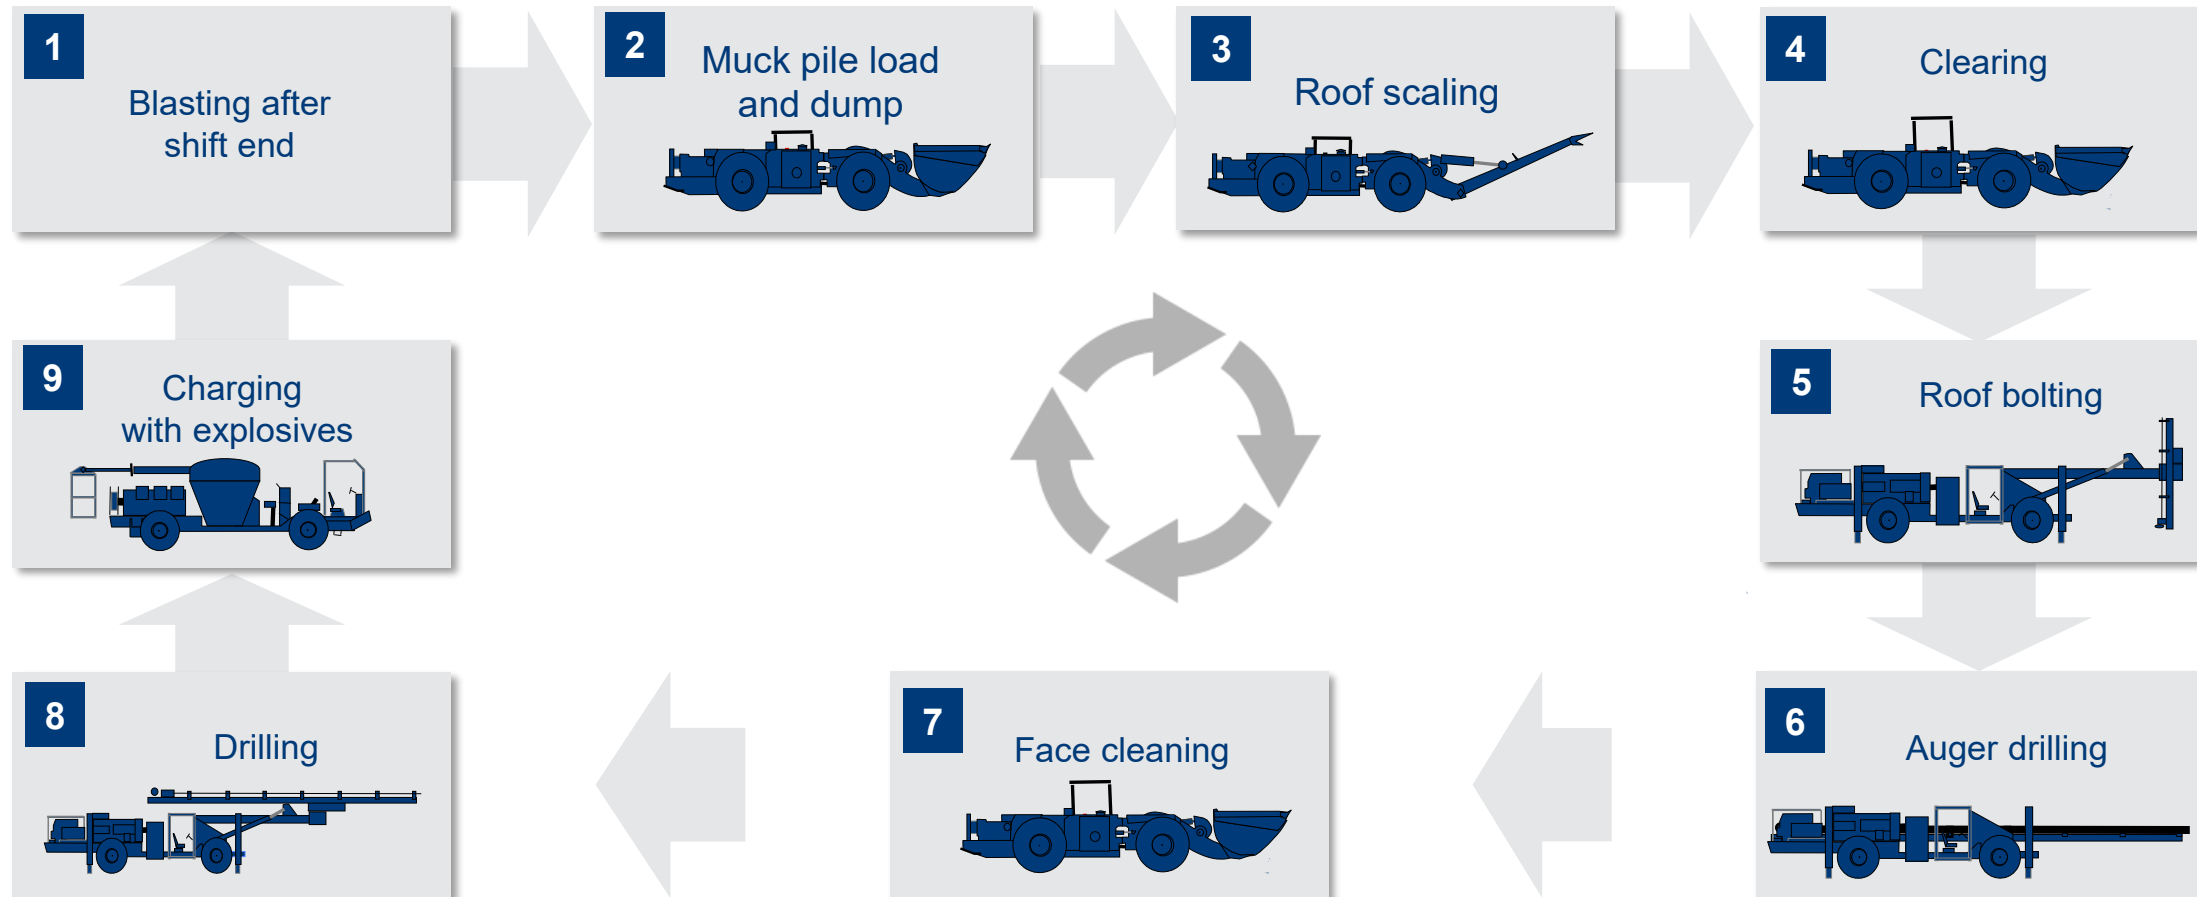 1
Blasting after
shift end
2
Muck pile load
and dump
3
Roof scaling
4
Clearing
5
Roof bolting
6
Auger drilling
7
Face cleaning
8
Drilling
9
Charging
with explosives